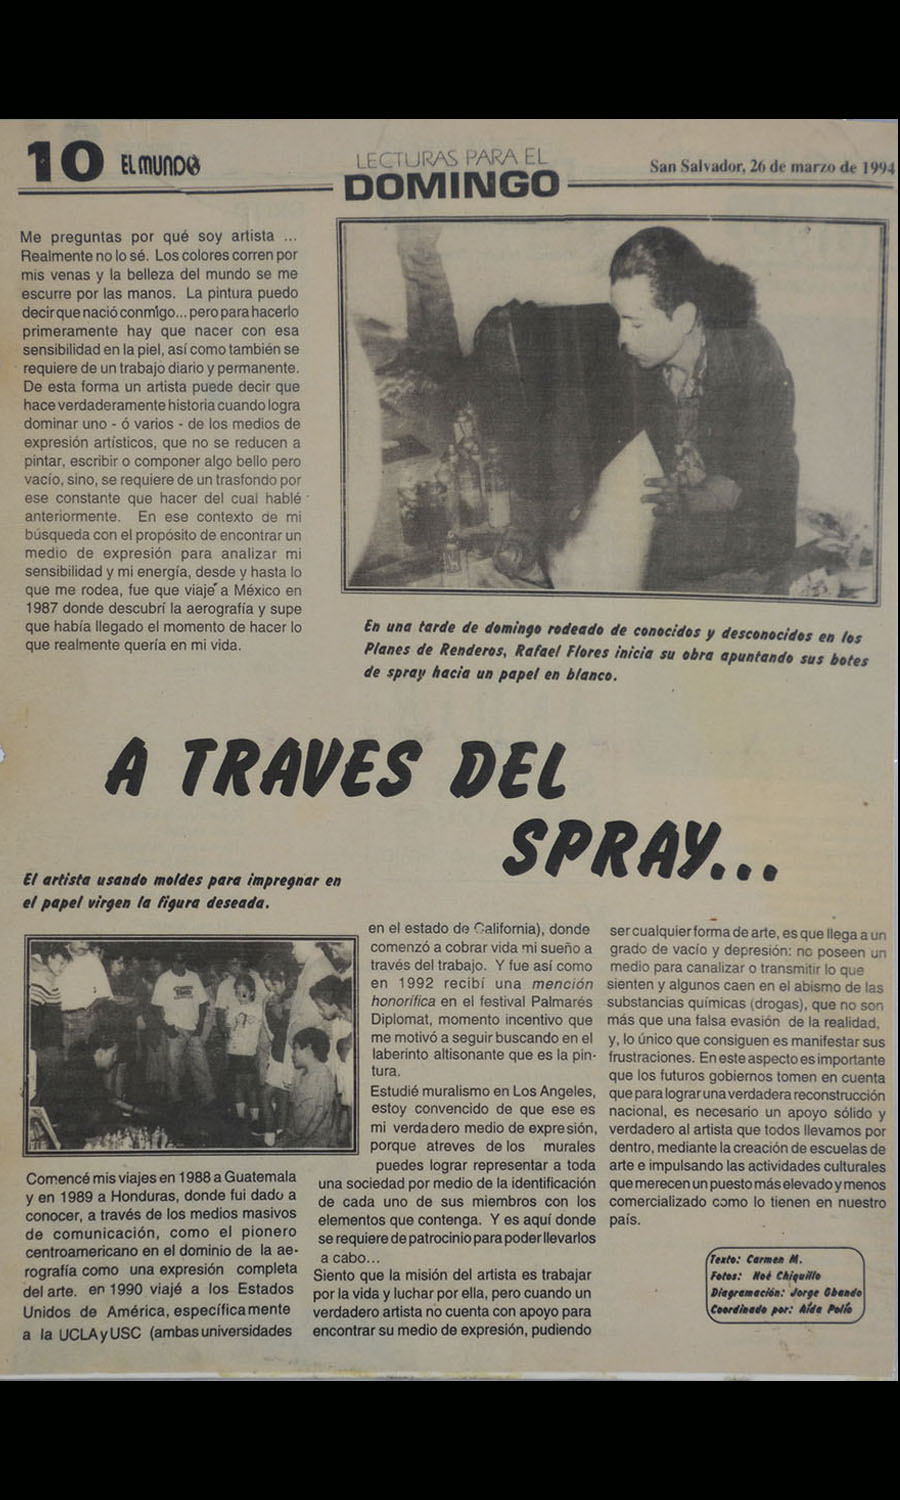 10 EL MUNDO
LECTURAS PARA EL
DOMINGO
San Salvador, 26 de marzo de 1994
Me preguntas por qué soy artista ...
Realmente no lo sé. Los colores corren por
mis venas y la belleza del mundo se me
escurre por las manos. La pintura puedo
decir que nació conmigo... pero para hacerlo
primeramente hay que nacer con esa
sensibilidad en la piel, así como también se
requiere de un trabajo diario y permanente.
De esta forma un artista puede decir que
hace verdaderamente historia cuando logra
dominar uno - ó varios - de los medios de
expresión artísticos, que no se reducen a
pintar, escribir o componer algo bello pero
vacío, sino, se requiere de un trasfondo por
ese constante que hacer del cual hablé
anteriormente. En ese contexto de mi
búsqueda con el propósito de encontrar un
medio de expresión para analizar mi
sensibilidad y mi energía, desde y hasta lo
que me rodea, fue que viaje a México en
1987 donde descubrí la aerografía y supe
que había llegado el momento de hacer lo
que realmente quería en mi vida.
En una tarde de domingo rodeado de conocidos y desconocidos en los
Planes de Renderos, Rafael Flores inicia su obra apuntando sus botes
de spray hacia un papel en blanco.
A TRAVES DEL
SPRAY...
El artista usando moldes para impregnar en
el papel virgen la figura deseada.
Comencé mis viajes en 1988 a Guatemala
y en 1989 a Honduras, donde fui dado a
conocer, a través de los medios masivos
de comunicación, como el pionero
centroamericano en el dominio de la ae-
rografía como una expresión completa
del arte. en 1990 viajé a los Estados
Unidos de América, específicamente
a la UCLA y USC (ambas universidades
en el estado de California), donde
comenzó a cobrar vida mi sueño a
través del trabajo. Y fue así como
en 1992 recibí una mención
honorífica en el festival Palmarés
Diplomat, momento incentivo que
me motivó a seguir buscando en el
laberinto altisonante que es la pin-
tura.
Estudié muralismo en Los Angeles,
estoy convencido de que ese es
mi verdadero medio de expresión,
porque atreves de los murales
puedes lograr representar a toda
una sociedad por medio de la identificación
de cada uno de sus miembros con los
elementos que contenga. Y es aquí donde
se requiere de patrocinio para poder llevarlos
a cabo...
Siento que la misión del artista es trabajar
por la vida y luchar por ella, pero cuando un
verdadero artista no cuenta con apoyo para
encontrar su medio de expresión, pudiendo
ser cualquier forma de arte, es que llega a un
grado de vacío y depresión: no poseen un
medio para canalizar o transmitir lo que
sienten y algunos caen en el abismo de las
substancias químicas (drogas), que no son
más que una falsa evasión de la realidad,
y, lo único que consiguen es manifestar sus
frustraciones. En este aspecto es importante
que los futuros gobiernos tomen en cuenta
que para lograr una verdadera reconstrucción
nacional, es necesario un apoyo sólido y
verdadero al artista que todos llevamos por
dentro, mediante la creación de escuelas de
arte e impulsando las actividades culturales
que merecen un puesto más elevado y menos
comercializado como lo tienen en nuestro
país.
Texto: Carmen M.
Fotos: Noé Chiquillo
Diagramación: Jorge Obando
Coordinado por: Aída Polío